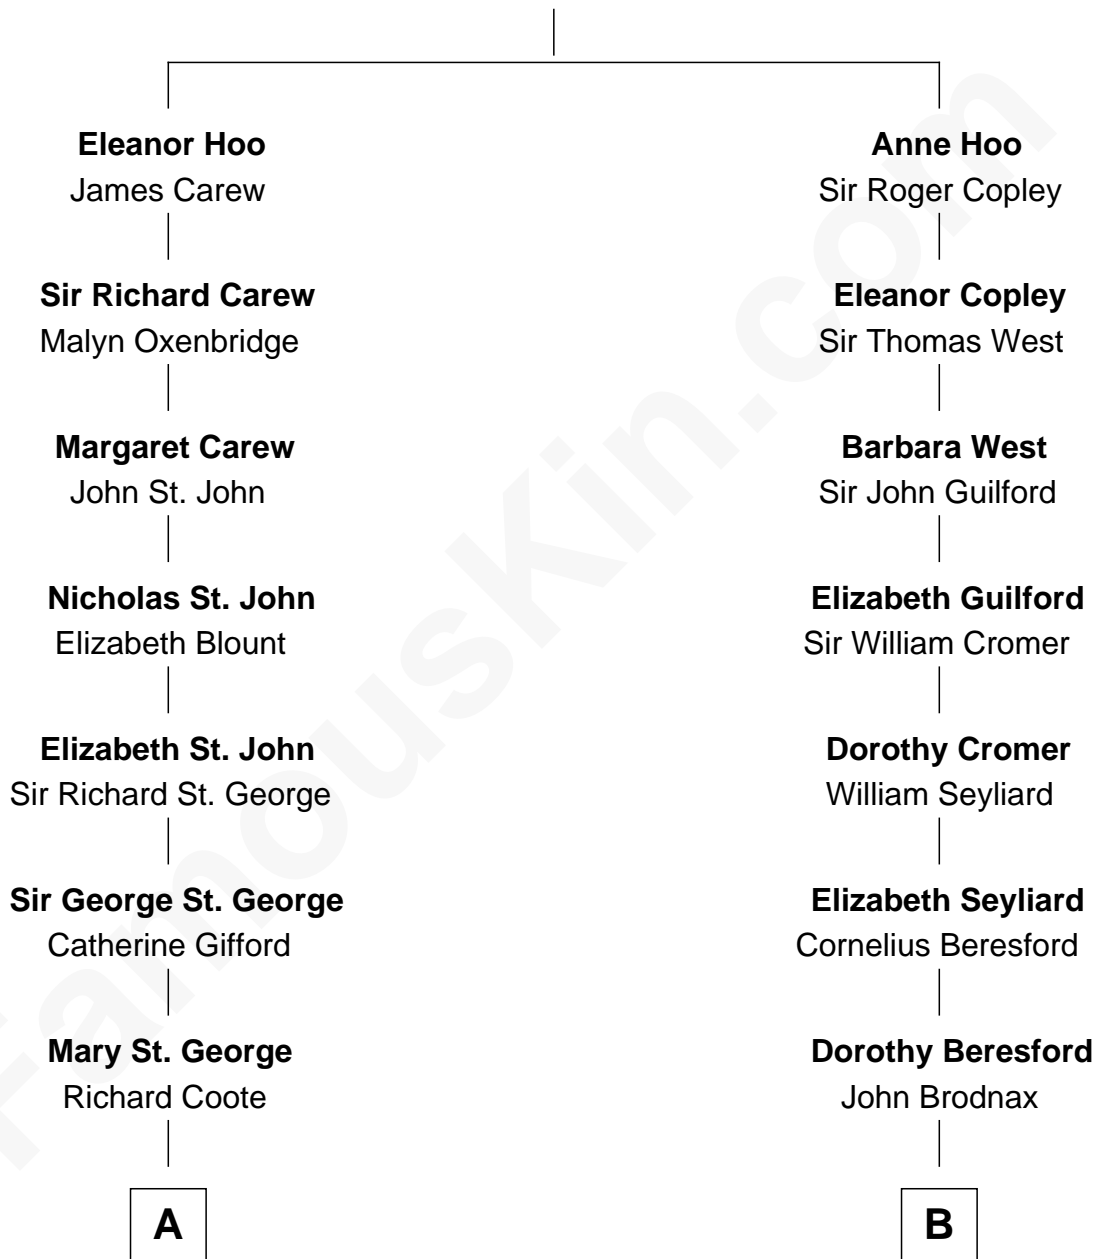 Eleanor Hoo
James Carew
Anne Hoo
Sir Roger Copley
Sir Richard Carew
Malyn Oxenbridge
Eleanor Copley
Sir Thomas West
Margaret Carew
John St. John
Barbara West
Sir John Guilford
Nicholas St. John
Elizabeth Blount
Elizabeth Guilford
Sir William Cromer
Elizabeth St. John
Sir Richard St. George
Dorothy Cromer
William Seyliard
Sir George St. George
Catherine Gifford
Elizabeth Seyliard
Cornelius Beresford
Mary St. George
Richard Coote
Dorothy Beresford
John Brodnax
A
B
FamousKin.com